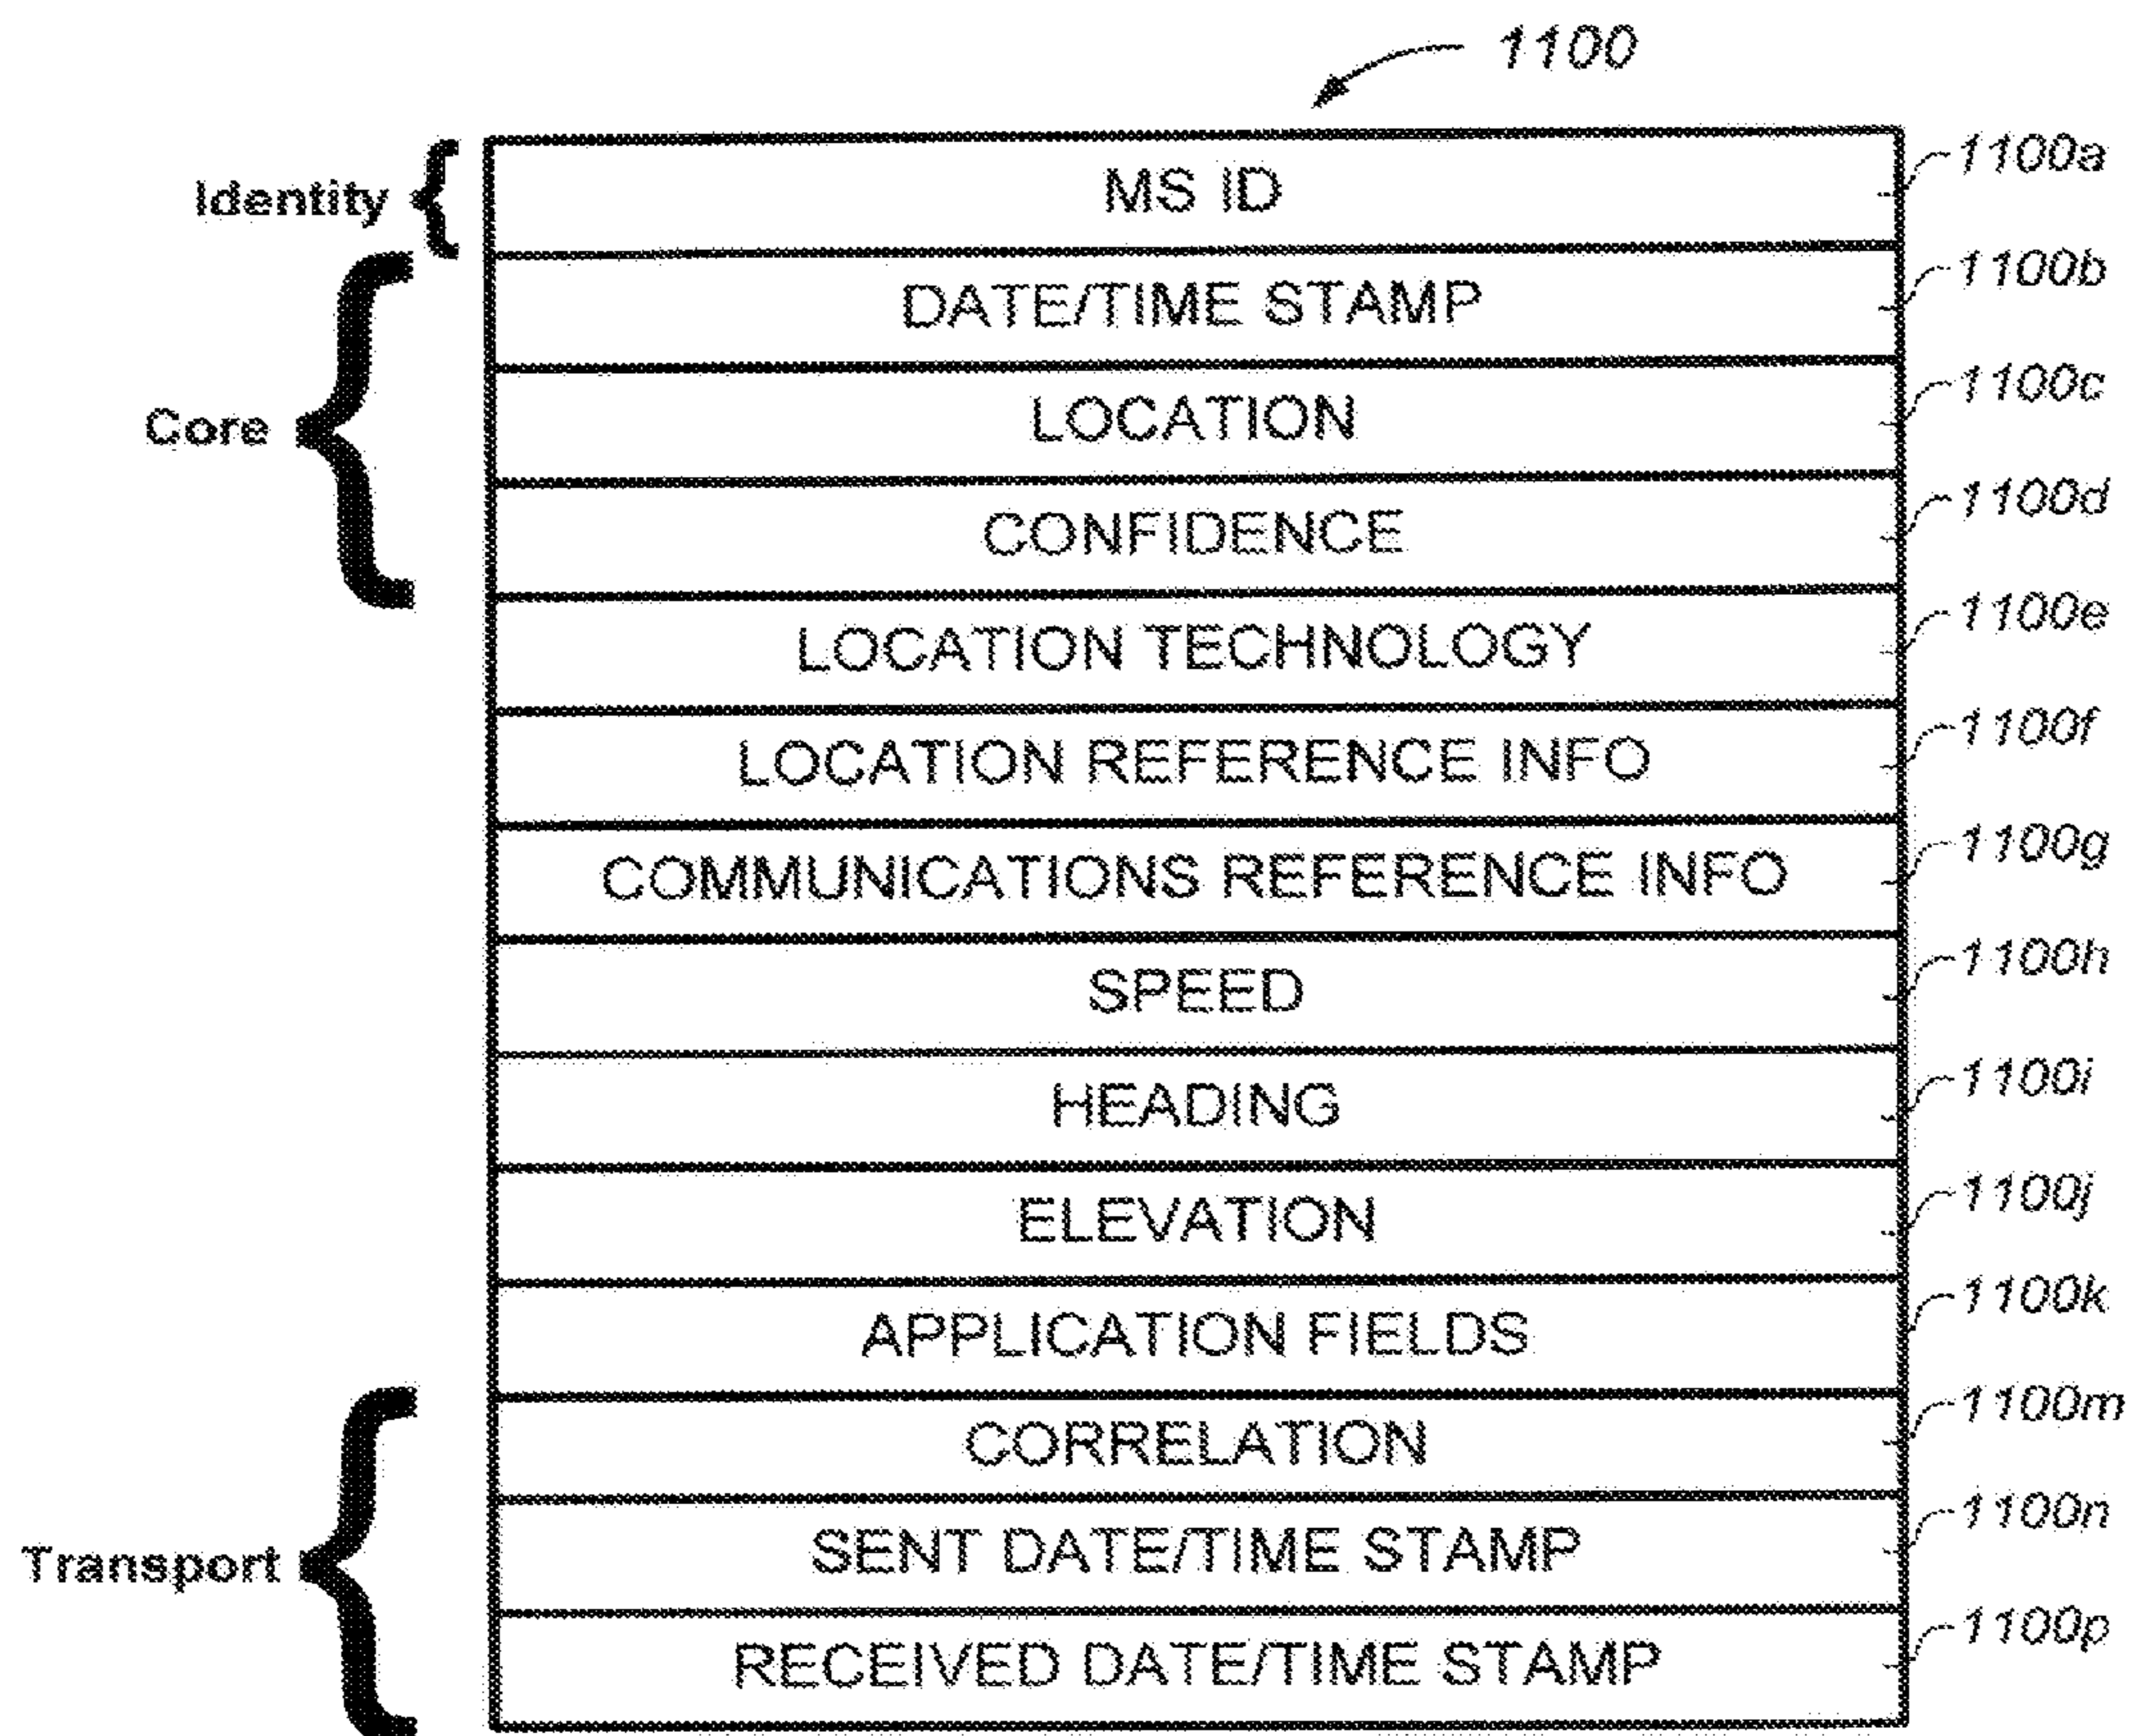 1100
Identity
MS ID
1100a
DATE/TIME STAMP
1100b
Core
LOCATION
1100c
CONFIDENCE
1100d
LOCATION TECHNOLOGY
1100e
LOCATION REFERENCE INFO
1100f
COMMUNICATIONS REFERENCE INFO
1100g
SPEED
1100h
HEADING
1100i
ELEVATION
1100j
APPLICATION FIELDS
1100k
CORRELATION
1100m
Transport
SENT DATE/TIME STAMP
1100n
RECEIVED DATE/TIME STAMP
1100p